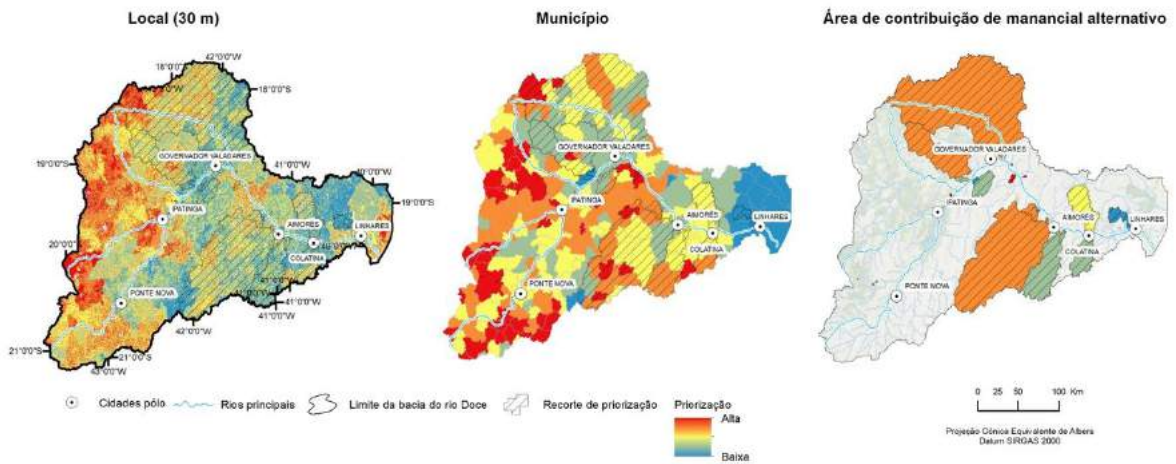 Local (30 m)
Município
Área de contribuição de manancial alternativo
42°0'0"W
18°0'0"S
18°0'0"S
19°0'0"S
GOVERNADOR VALADARES
41°0'0"W
19°0'0"S
IPATINGA
AIMORÉS
LINHARES
COLATINA
20°0'0"
PONTE NOVA
41°0'0"W
42°0'0"W
21°0'0"S
21°0'0"S
GOVERNADOR VALADARES
IPATINGA
AIMORÉS
LINHARES
COLATINA
PONTE NOVA
GOVERNADOR VALADARES
IPATINGA
AIMORÉS
LINHARES
COLATINA
PONTE NOVA
Cidades pólo
Rios principais
Limite da bacia do rio Doce
Recorte de priorização
Priorização
Alta
Baixa
0 25 50 100 Km
Projeção Cônica Equivalente de Albers
Datum SIRGAS 2000